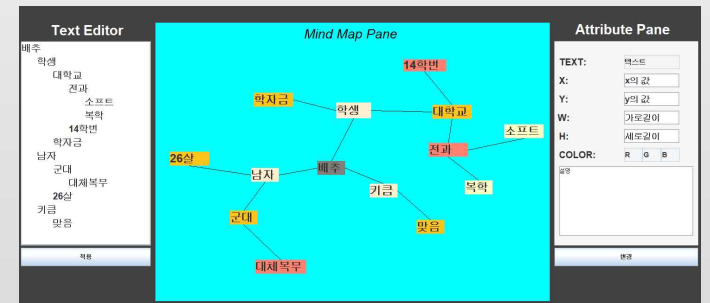 Text Editor
배추
학생
대학교
전과
소프트
복학
14학번
학자금
남자
군대
대체복무
26살
키큼
맞음
적용
Mind Map Pane
14학번
학자금
학생
대학교
소프트
전과
26살
배추
남자
키큼
복학
군대
맞음
대체복무
Attribute Pane
TEXT: 텍스트
X: x의 값
Y: y의 값
W: 가로길이
H: 세로길이
COLOR: R G B
설명
변경